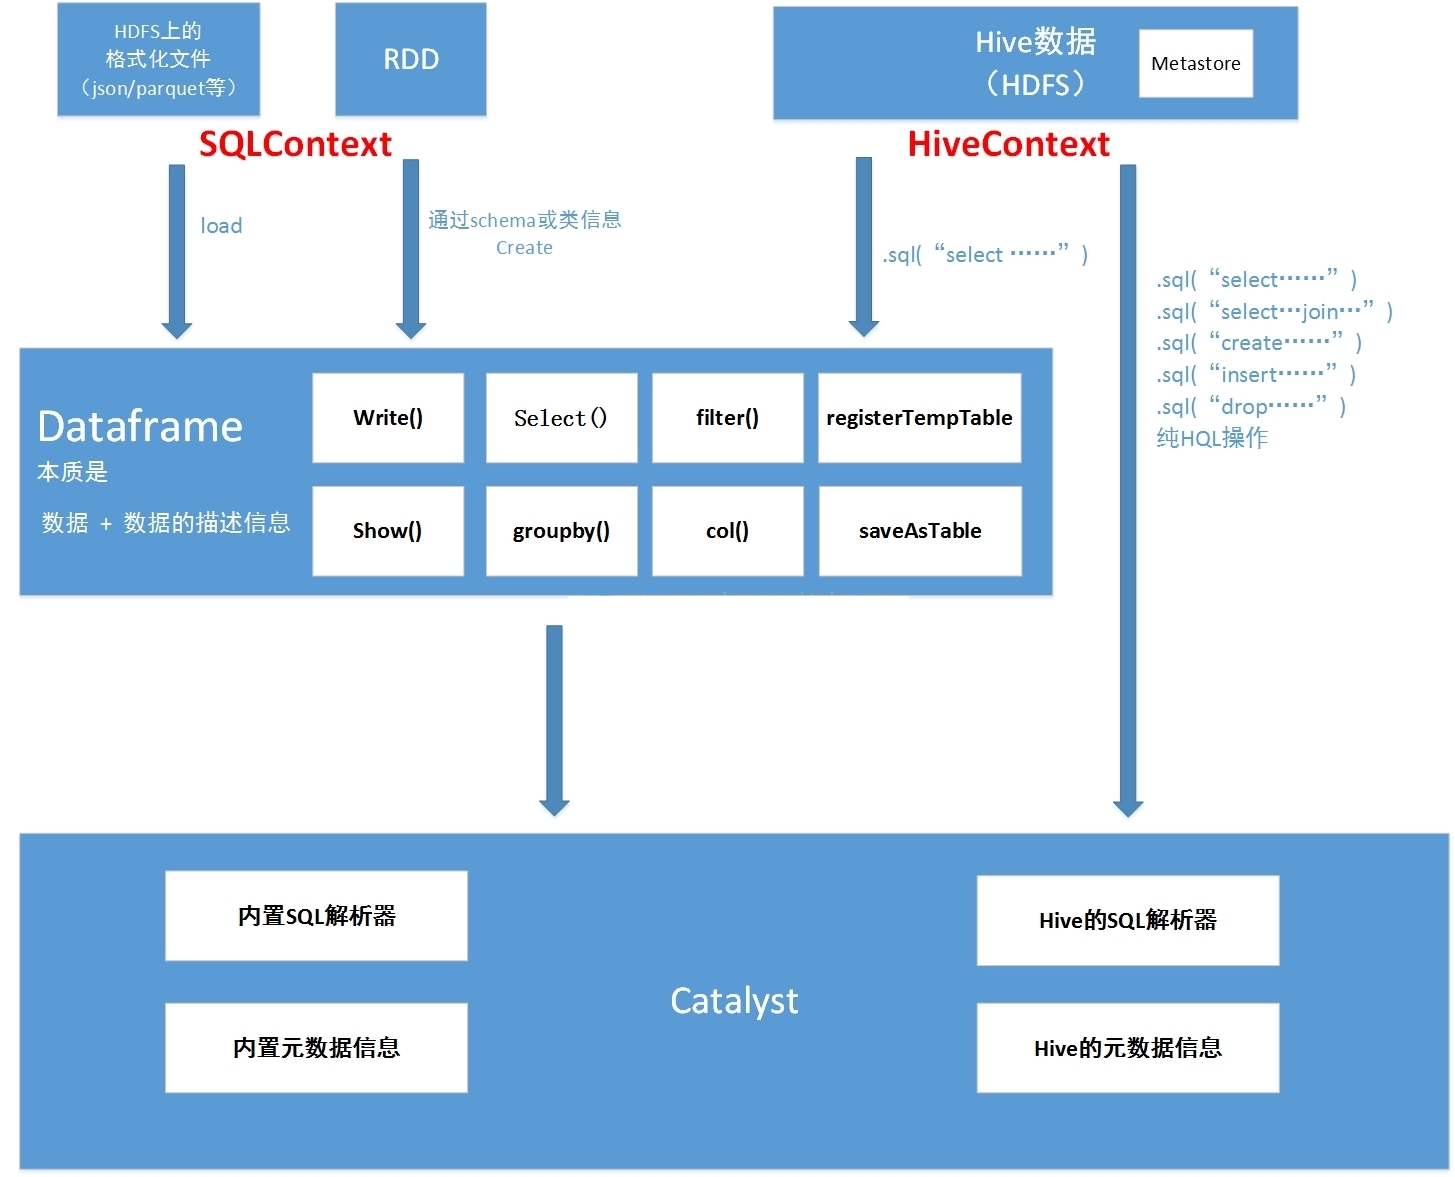 HDFS上的
格式化文件
（json/parquet等）
RDD
Hive数据
（HDFS）
Metastore
SQLContext
HiveContext
load
通过schema或类信息
Create
.sql(“select ……”)
.sql(“select……”)
.sql(“select…join…”)
.sql(“create……”)
.sql(“insert……”)
.sql(“drop……”)
纯HQL操作
Dataframe
本质是
数据 + 数据的描述信息
Write()
Select()
filter()
registerTempTable
Show()
groupby()
col()
saveAsTable
内置SQL解析器
Hive的SQL解析器
Catalyst
内置元数据信息
Hive的元数据信息